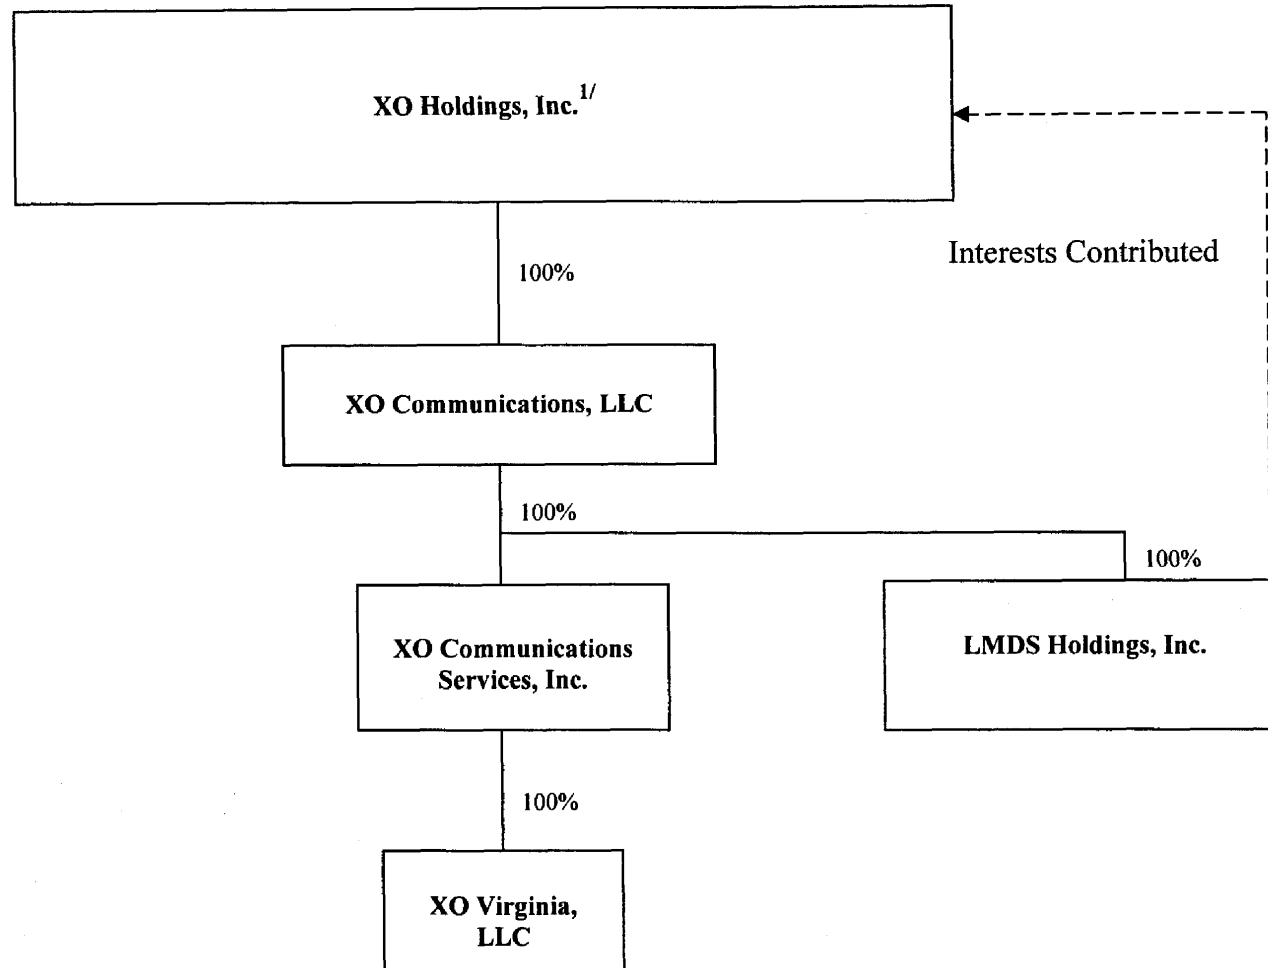 XO Holdings, Inc.1/
Interests Contributed
100%
XO Communications, LLC
100%
100%
XO Communications
Services, Inc.
LMDS Holdings, Inc.
100%
XO Virginia,
LLC